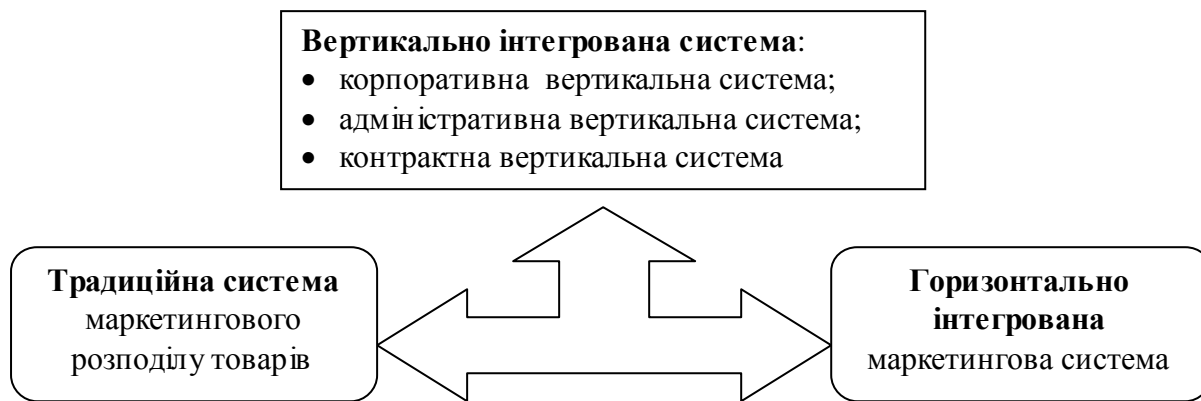 Вертикально інтегрована система:
• корпоративна вертикальна система;
• адміністративна вертикальна система;
• контрактна вертикальна система
Традиційна система
маркетингового
розподілу товарів
Горизонтально
інтегрована
маркетингова система